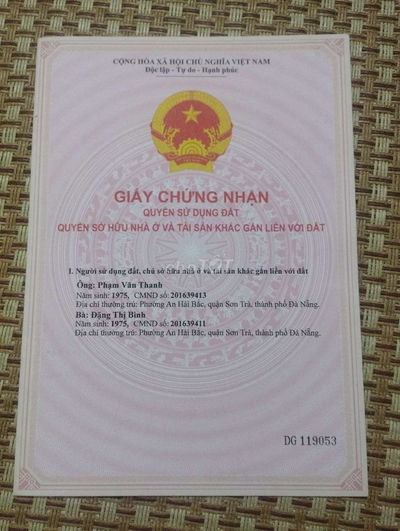 CỘNG HÒA XÃ HỘI CHỦ NGHĨA VIỆT NAM
Độc lập - Tự do - Hạnh phúc
GIẤY CHỨNG NHẬN
QUYỀN SỬ DỤNG ĐẤT
QUYỀN SỞ HỮU NHÀ Ở VÀ TÀI SẢN KHÁC GẮN LIỀN VỚI ĐẤT
I. Người sử dụng đất, chủ sở hữu nhà ở và tài sản khác gắn liền với đất
Ông: Phạm Văn Thanh
Năm sinh: 1975, CMND số: 201639413
Địa chỉ thường trú: Phường An Hải Bắc, quận Sơn Trà, thành phố Đà Nẵng.
Bà: Đặng Thị Bình
Năm sinh: 1975, CMND số: 201639411
Địa chỉ thường trú: Phường An Hải Bắc, quận Sơn Trà, thành phố Đà Nẵng.
DG 119053